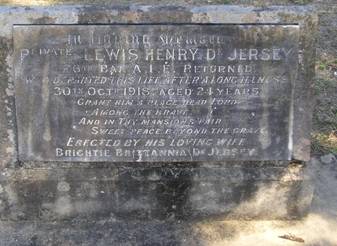 In Loving Memory
Private Lewis Henry De Jersey
26th Bat. A.I.F. Returned
Who departed this life after a long illness
30th Octr 1918, aged 24 years
Grant him a place dear Lord
Among the brave
And in Thy mansions fair
Sweet peace beyond the grave
Erected by his loving wife
Brightie Brittannia De Jersey